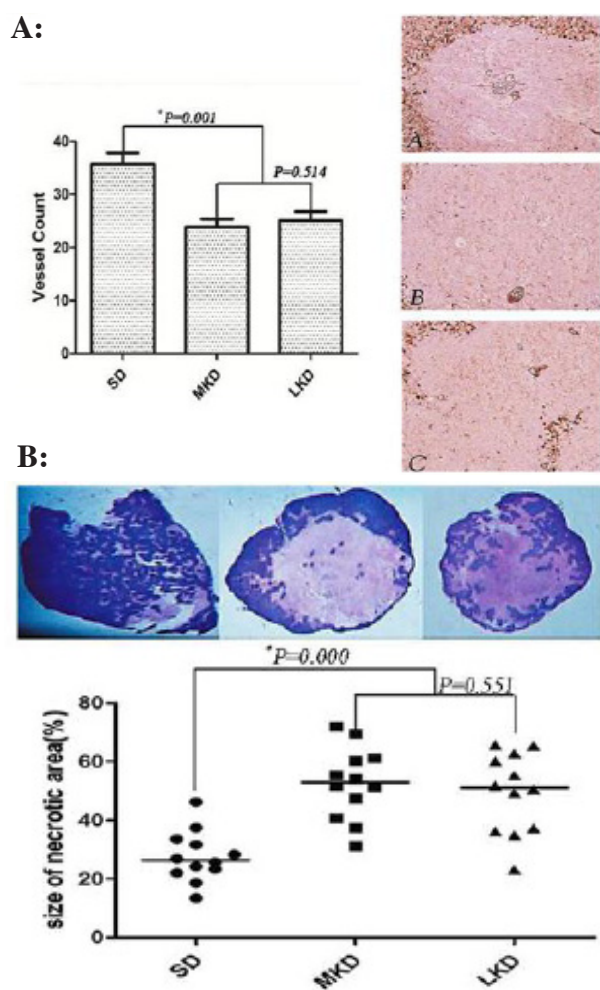 A:
*P=0.001
P=0.514
Vessel Count
40
30
20
10
0
SD
MKD
LKD
A
B
C
B:
*P=0.000
P=0.551
size of necrotic area(%)
80
60
40
20
0
SD
MKD
LKD